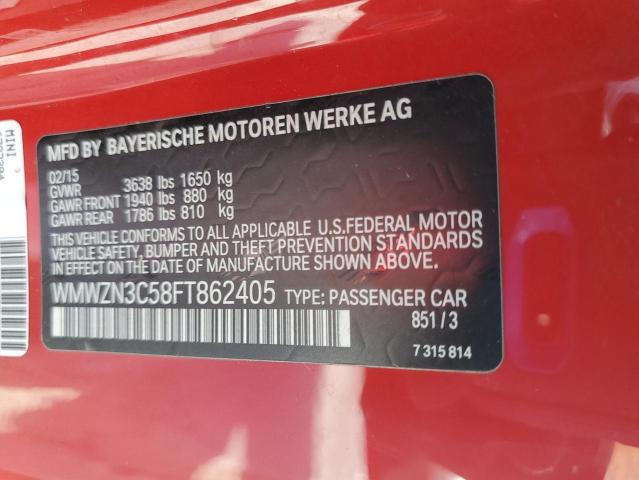 MFD BY BAYERISCHE MOTOREN WERKE AG
02/15
GVWR 3638 lbs 1650 kg
GAWR FRONT 1940 lbs 880 kg
GAWR REAR 1786 lbs 810 kg
THIS VEHICLE CONFORMS TO ALL APPLICABLE U.S.FEDERAL MOTOR
VEHICLE SAFETY, BUMPER AND THEFT PREVENTION STANDARDS
IN EFFECT ON THE DATE OF MANUFACTURE SHOWN ABOVE.
WMWZN3C58FT862405 TYPE: PASSENGER CAR
851/3
7 315 814
MINI